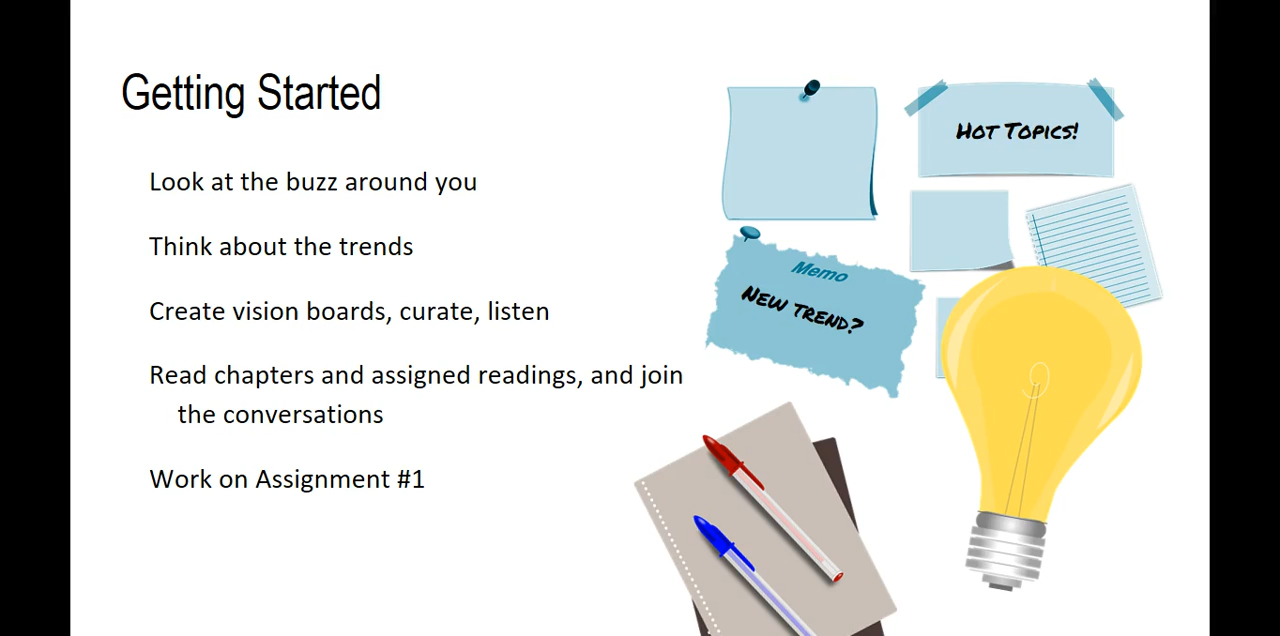 Getting Started
Look at the buzz around you
Think about the trends
Create vision boards, curate, listen
Read chapters and assigned readings, and join
the conversations
Work on Assignment #1
HOT TOPICS!
Memo
NEW TREND?